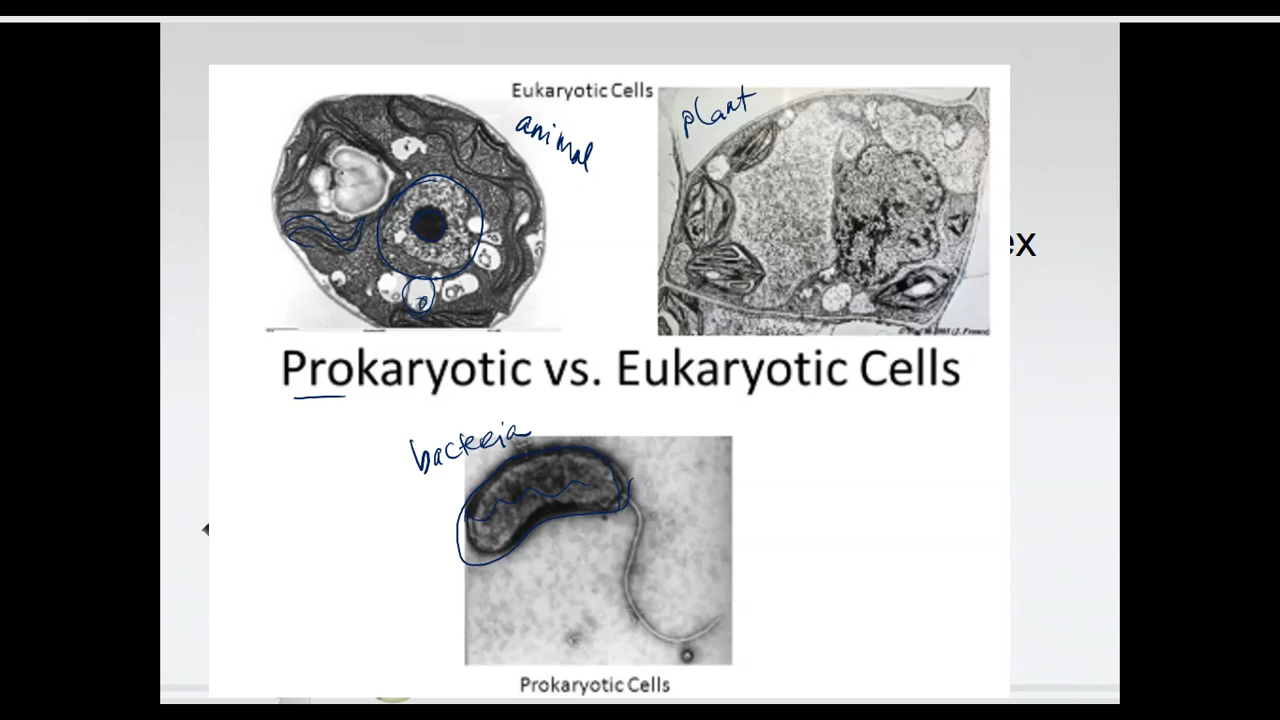 Eukaryotic Cells
animal
plant
ex
Prokaryotic vs. Eukaryotic Cells
bacteria
Prokaryotic Cells